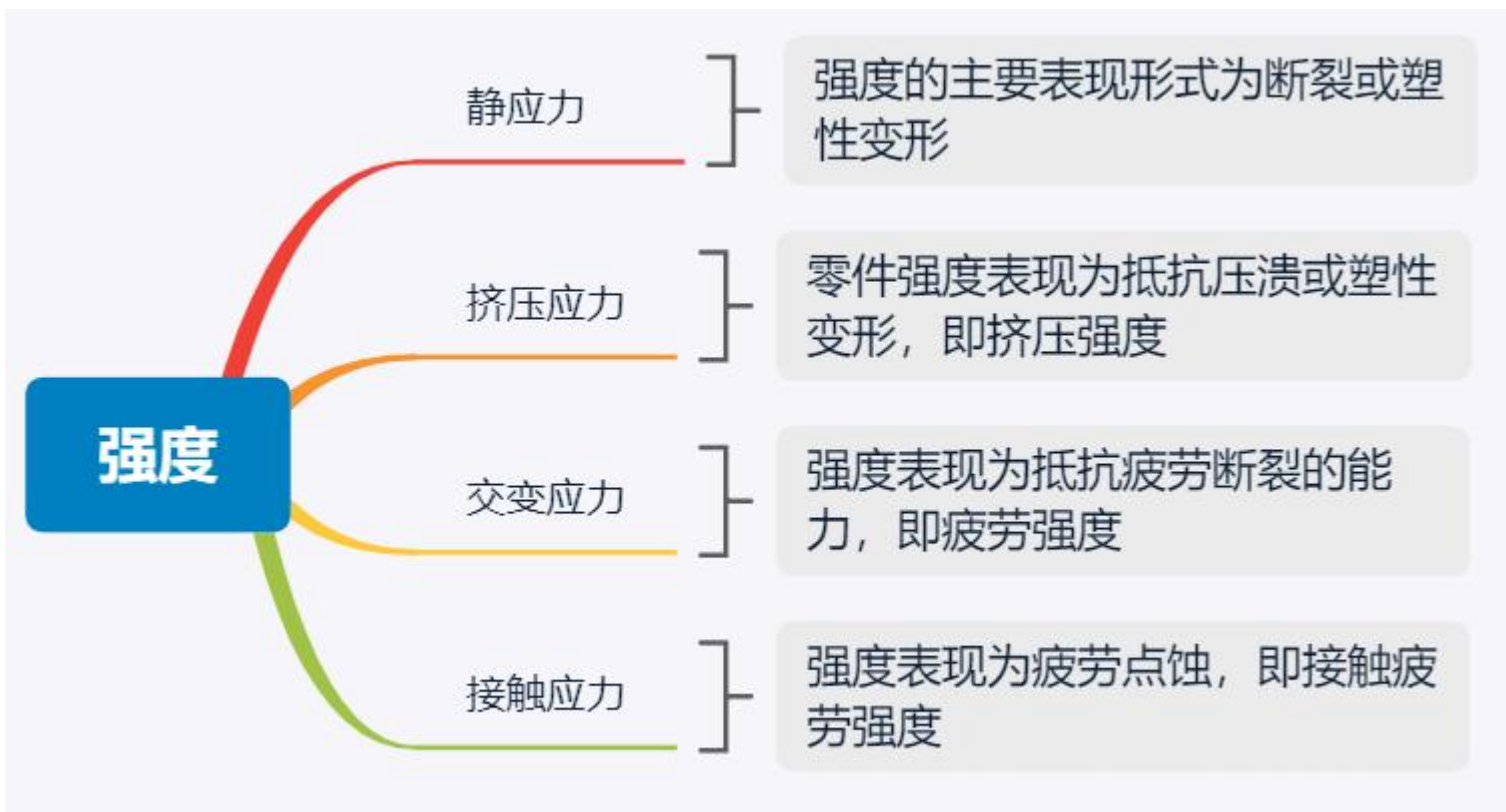 强度
静应力
强度的主要表现形式为断裂或塑
性变形
挤压应力
零件强度表现为抵抗压溃或塑性
变形，即挤压强度
交变应力
强度表现为抵抗疲劳断裂的能
力，即疲劳强度
接触应力
强度表现为疲劳点蚀，即接触疲
劳强度